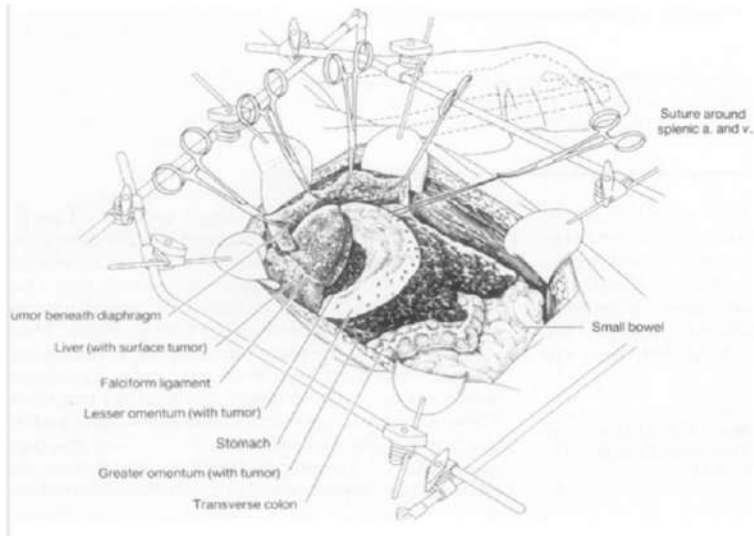 Suture around
splenic a. and v.
umor beneath diaphragm
Liver (with surface tumor)
Small bowel
Falciform ligament
Lesser omentum (with tumor)
Stomach
Greater omentum (with tumor)
Transverse colon